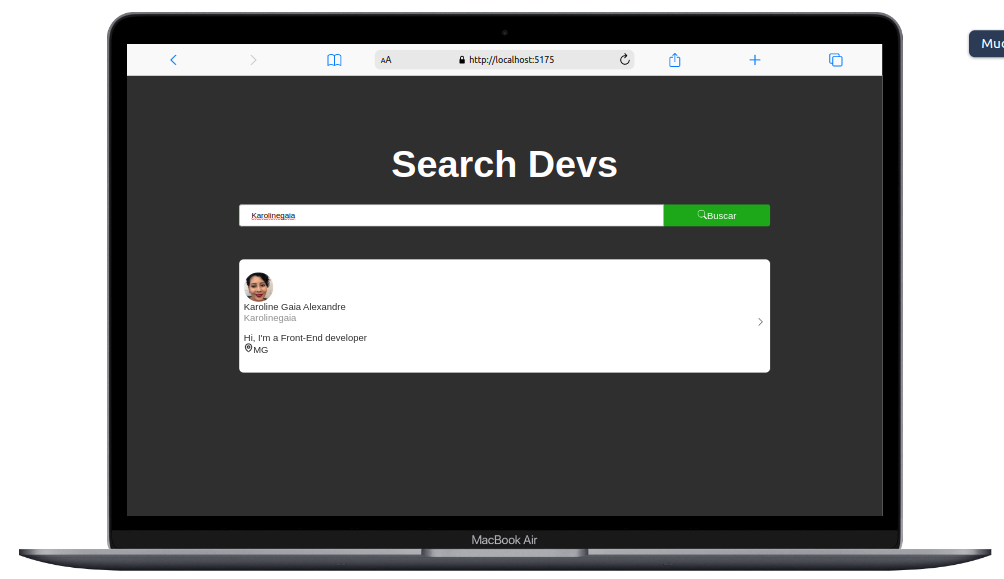 Muc
AA
http://localhost:5175
Search Devs
Karolinegaia
Buscar
Karoline Gaia Alexandre
Karolinegaia
Hi, I'm a Front-End developer
MG
MacBook Air